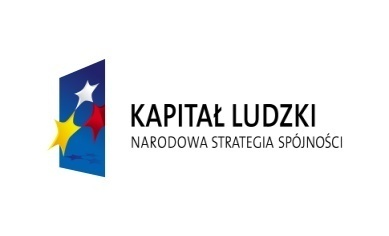 KAPITAŁ LUDZKI
NARODOWA STRATEGIA SPÓJNOŚCI